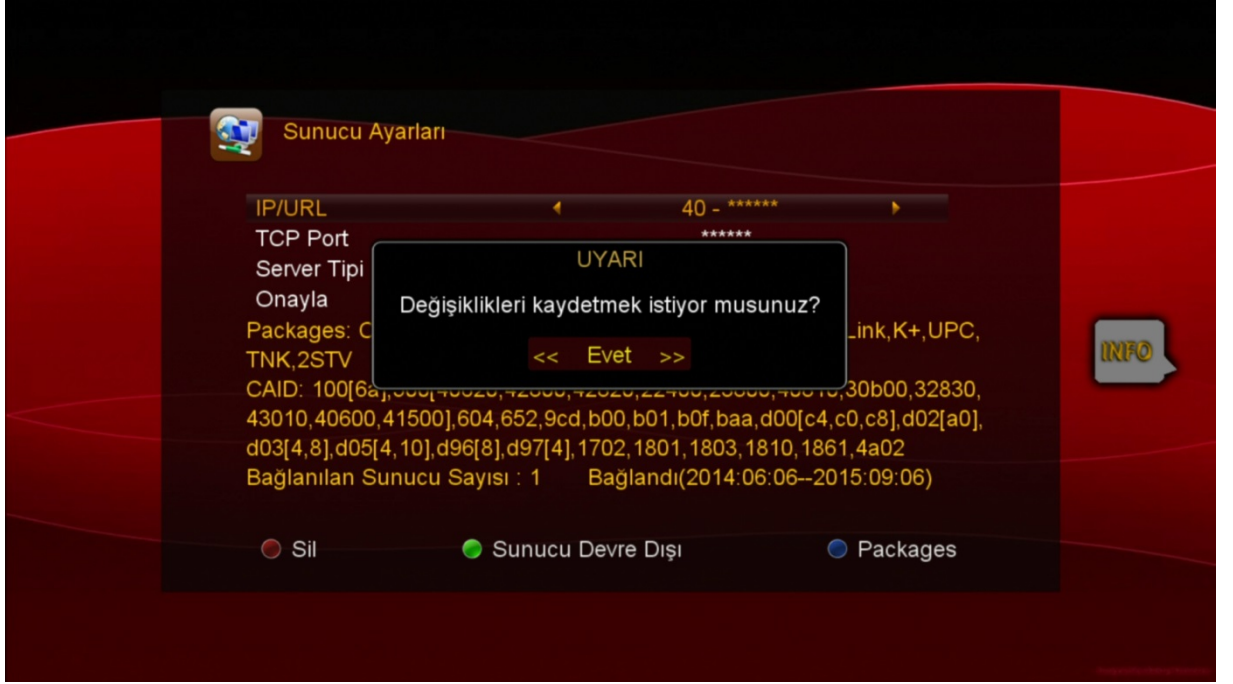 Sunucu Ayarları
IP/URL 40 - ******
TCP Port ******
Server Tipi
Onayla
UYARI
Değişiklikleri kaydetmek istiyor musunuz?
<< Evet >>
Packages: Link,K+,UPC,
TNK,2STV
CAID: 100[6a], 30b00,32830,
43010,40600,41500],604,652,9cd,b00,b01,b0f,baa,d00[c4,c0,c8],d02[a0],
d03[4,8],d05[4,10],d96[8],d97[4],1702,1801,1803,1810,1861,4a02
Bağlanılan Sunucu Sayısı : 1 Bağlandı(2014:06:06--2015:09:06)
INFO
Sil Sunucu Devre Dışı Packages